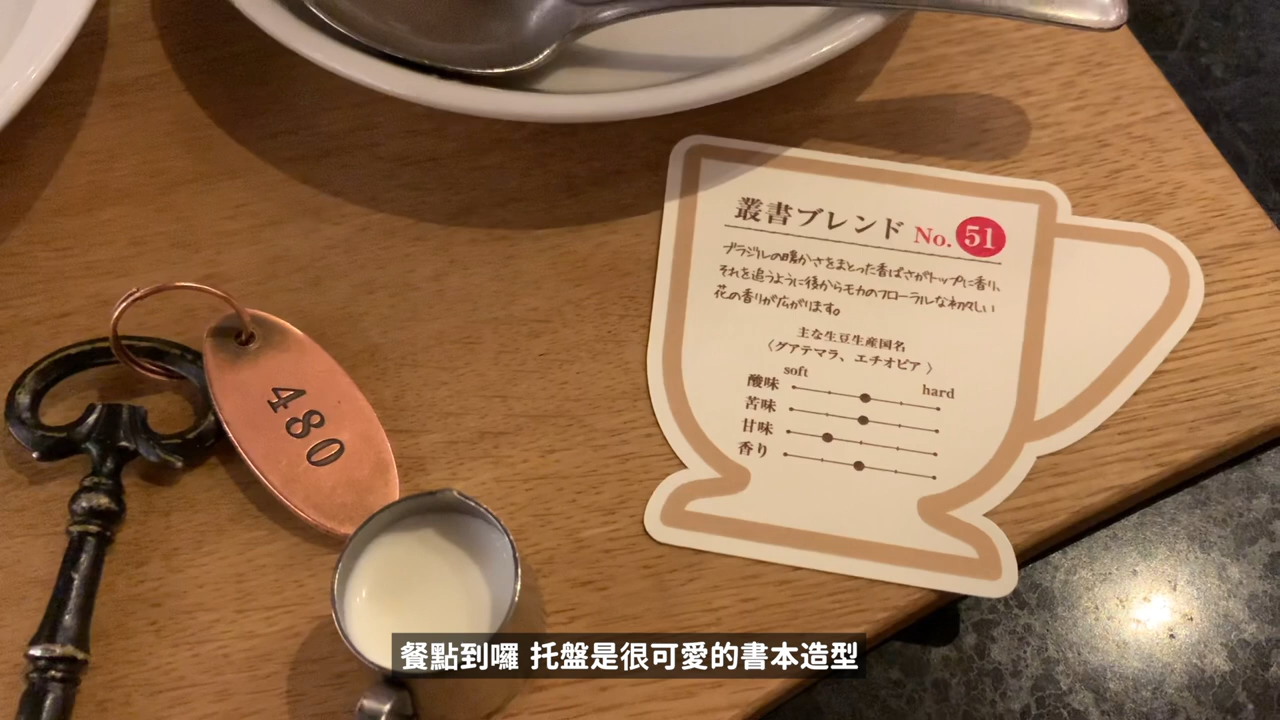 叢書ブレンド No. 51
ブラジルの暖かさをまとった香ばさがトップに香り、
それを追うように後からモカのフローラルな初々しい
花の香りが広がります。
主な生豆生産国名
〈グアテマラ、エチオピア〉
soft hard
酸味
苦味
甘味
香り
480
餐點到囉 托盤是很可愛的書本造型